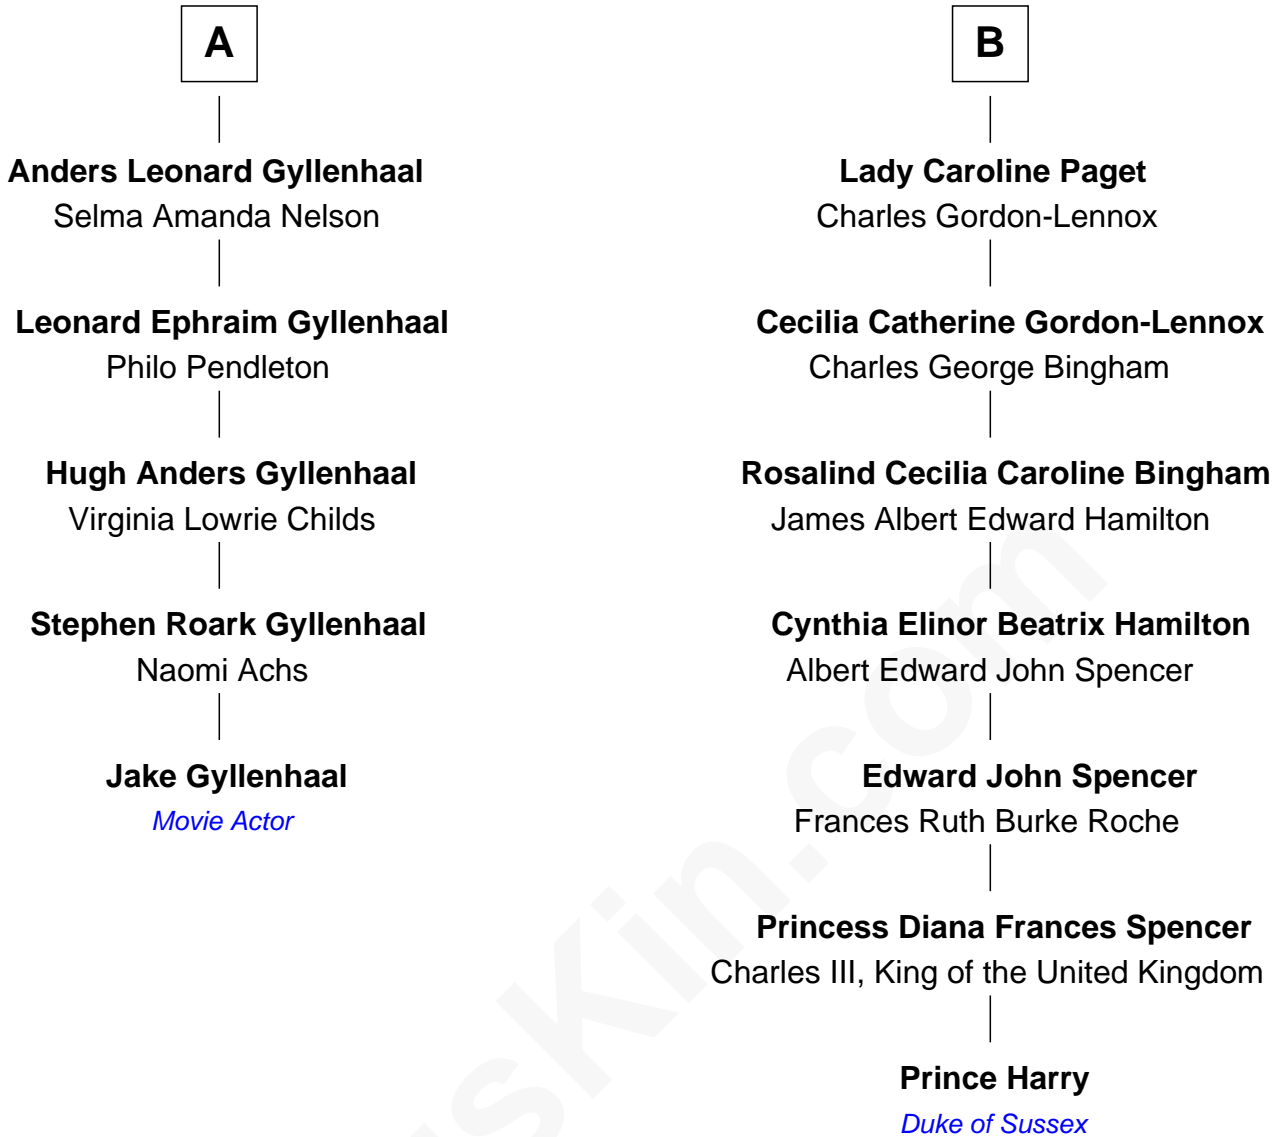 A
Anders Leonard Gyllenhaal
Selma Amanda Nelson
Leonard Ephraim Gyllenhaal
Philo Pendleton
Hugh Anders Gyllenhaal
Virginia Lowrie Childs
Stephen Roark Gyllenhaal
Naomi Achs
Jake Gyllenhaal
Movie Actor
B
Lady Caroline Paget
Charles Gordon-Lennox
Cecilia Catherine Gordon-Lennox
Charles George Bingham
Rosalind Cecilia Caroline Bingham
James Albert Edward Hamilton
Cynthia Elinor Beatrix Hamilton
Albert Edward John Spencer
Edward John Spencer
Frances Ruth Burke Roche
Princess Diana Frances Spencer
Charles III, King of the United Kingdom
Prince Harry
Duke of Sussex